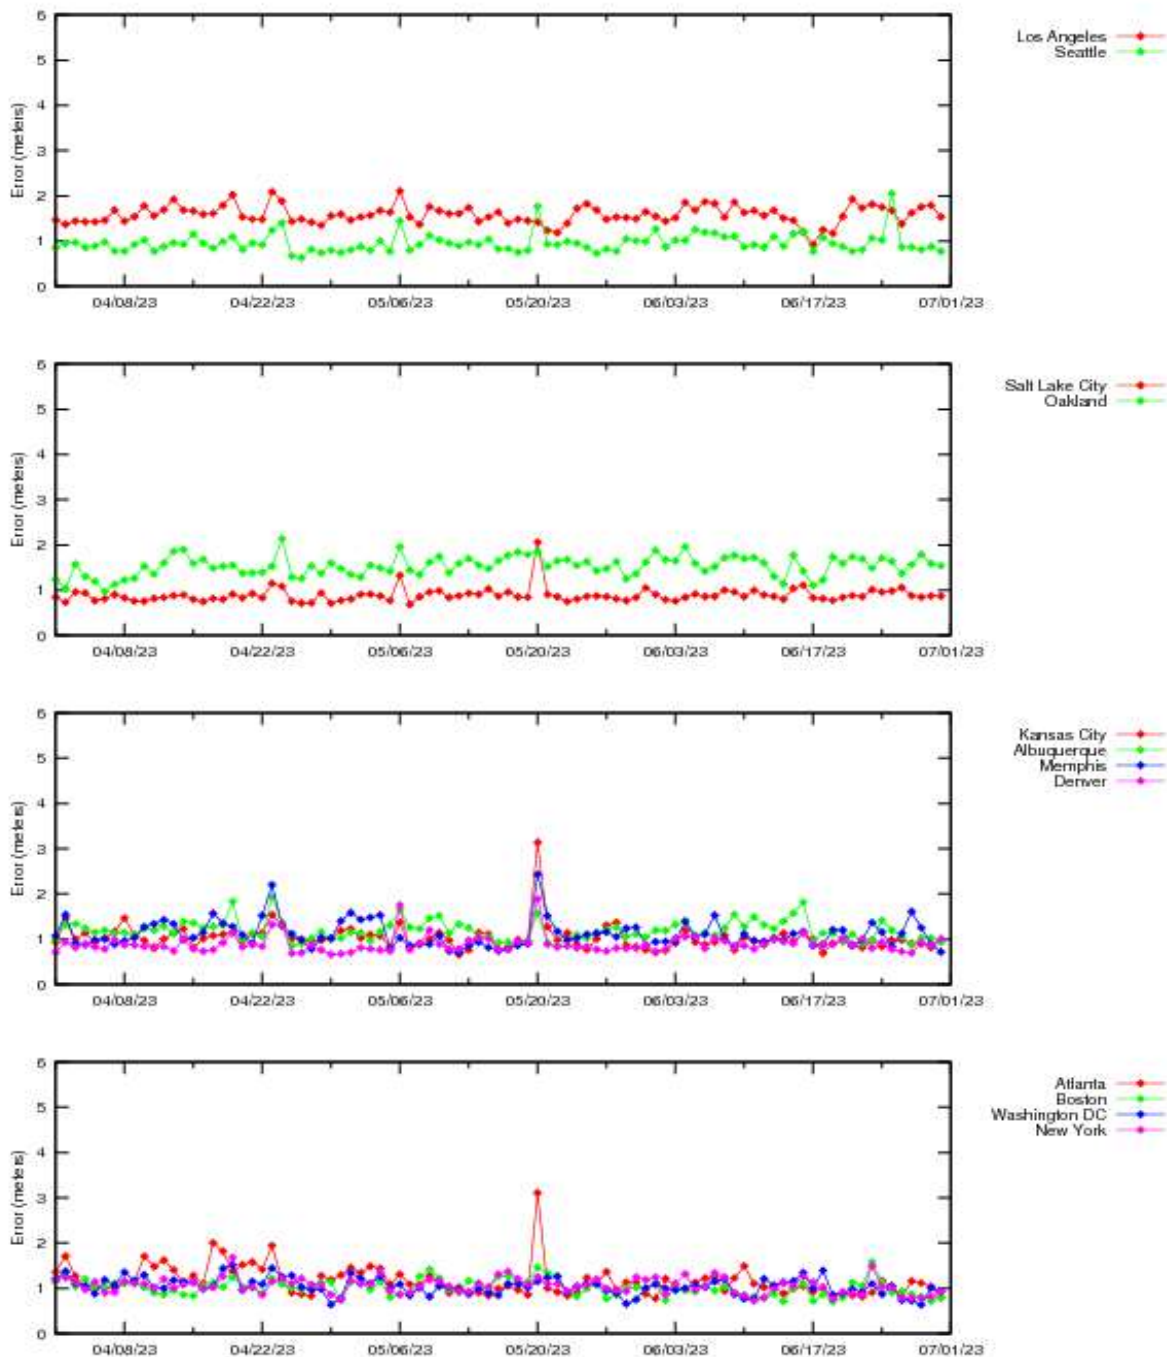 6
5
4
3
2
1
0
Error (meters)
04/08/23 04/22/23 05/06/23 05/20/23 06/03/23 06/17/23 07/01/23
Los Angeles
Seattle
6
5
4
3
2
1
0
Error (meters)
04/08/23 04/22/23 05/06/23 05/20/23 06/03/23 06/17/23 07/01/23
Salt Lake City
Oakland
6
5
4
3
2
1
0
Error (meters)
04/08/23 04/22/23 05/06/23 05/20/23 06/03/23 06/17/23 07/01/23
Kansas City
Albuquerque
Memphis
Denver
6
5
4
3
2
1
0
Error (meters)
04/08/23 04/22/23 05/06/23 05/20/23 06/03/23 06/17/23 07/01/23
Atlanta
Boston
Washington DC
New York